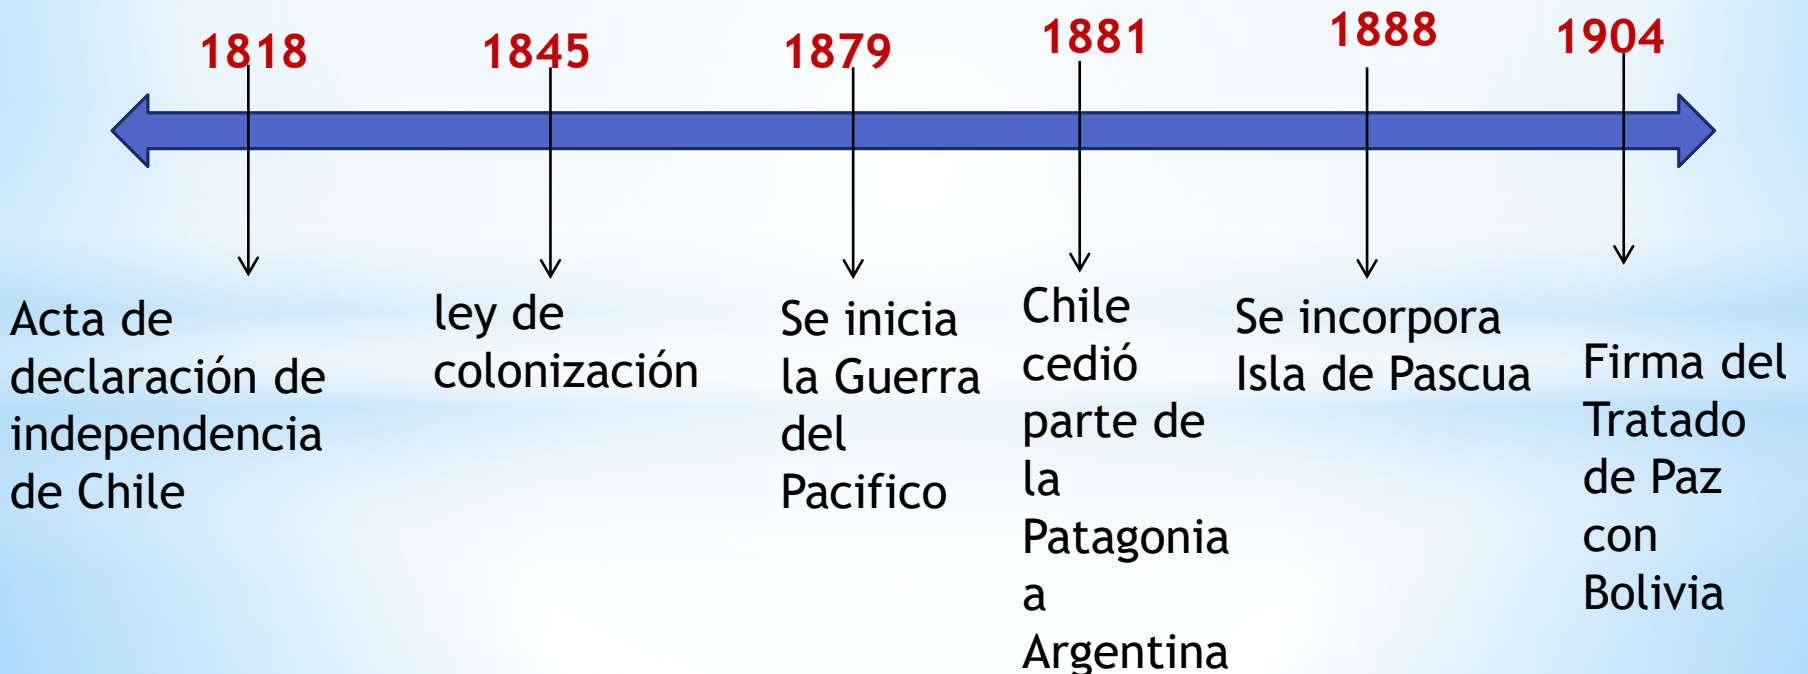 1818
1845
1879
1881
1888
1904
Acta de
declaración de
independencia
de Chile
ley de
colonización
Se inicia
la Guerra
del
Pacifico
Chile
cedió
parte de
la
Patagonia
a
Argentina
Se incorpora
Isla de Pascua
Firma del
Tratado
de Paz
con
Bolivia